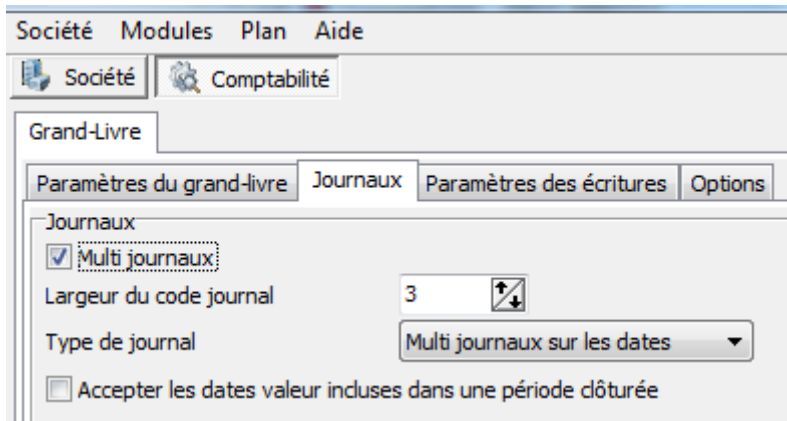 Société Modules Plan Aide
Société Comptabilité
Grand-Livre
Paramètres du grand-livre Journaux Paramètres des écritures Options
Journaux
Multi journaux
Largeur du code journal 3
Type de journal Multi journaux sur les dates
Accepter les dates valeur incluses dans une période clôturée